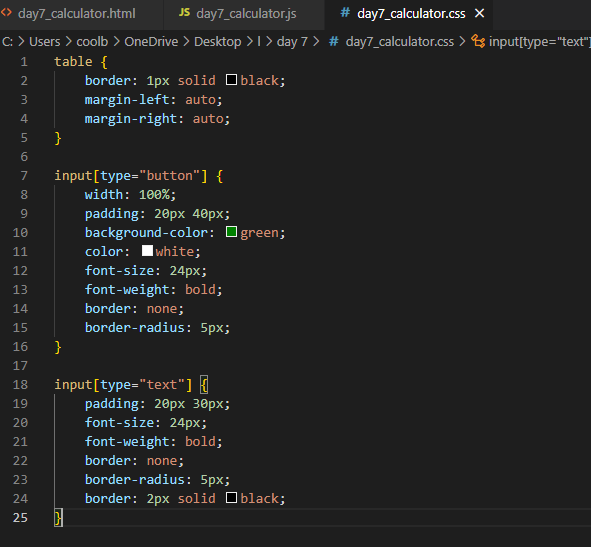 <> day7_calculator.html JS day7_calculator.js # day7_calculator.css ×
C: > Users > coolb > OneDrive > Desktop > l > day 7 > # day7_calculator.css > input[type="text"]
1 table {
2     border: 1px solid black;
3     margin-left: auto;
4     margin-right: auto;
5 }
6
7 input[type="button"] {
8     width: 100%;
9     padding: 20px 40px;
10     background-color: green;
11     color: white;
12     font-size: 24px;
13     font-weight: bold;
14     border: none;
15     border-radius: 5px;
16 }
17
18 input[type="text"] {
19     padding: 20px 30px;
20     font-size: 24px;
21     font-weight: bold;
22     border: none;
23     border-radius: 5px;
24     border: 2px solid black;
25 }